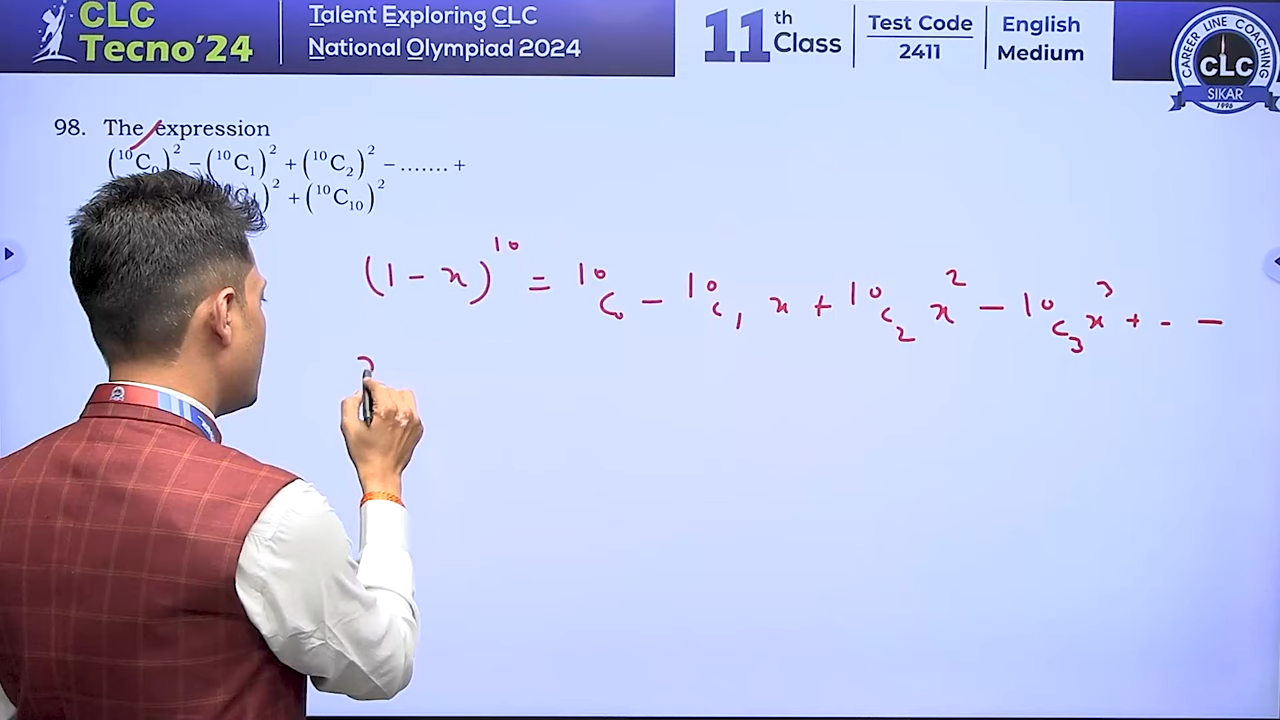 CLC
Tecno'24
Talent Exploring CLC
National Olympiad 2024
11th Class
Test Code
2411
English
Medium
CAREER LINE COACHING
CLC
SIKAR
1996
98. The expression
(¹⁰C₀)² − (¹⁰C₁)² + (¹⁰C₂)² − ....... +
)² + (¹⁰C₁₀)²
(1 − x)¹⁰ = ¹⁰C₀ − ¹⁰C₁ x + ¹⁰C₂ x² − ¹⁰C₃ x³ + - -